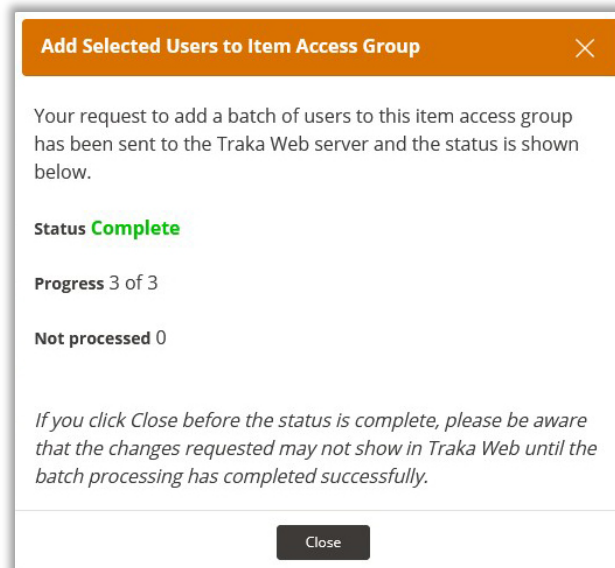 Add Selected Users to Item Access Group
Your request to add a batch of users to this item access group
has been sent to the Traka Web server and the status is shown
below.
Status Complete
Progress 3 of 3
Not processed 0
If you click Close before the status is complete, please be aware
that the changes requested may not show in Traka Web until the
batch processing has completed successfully.
Close